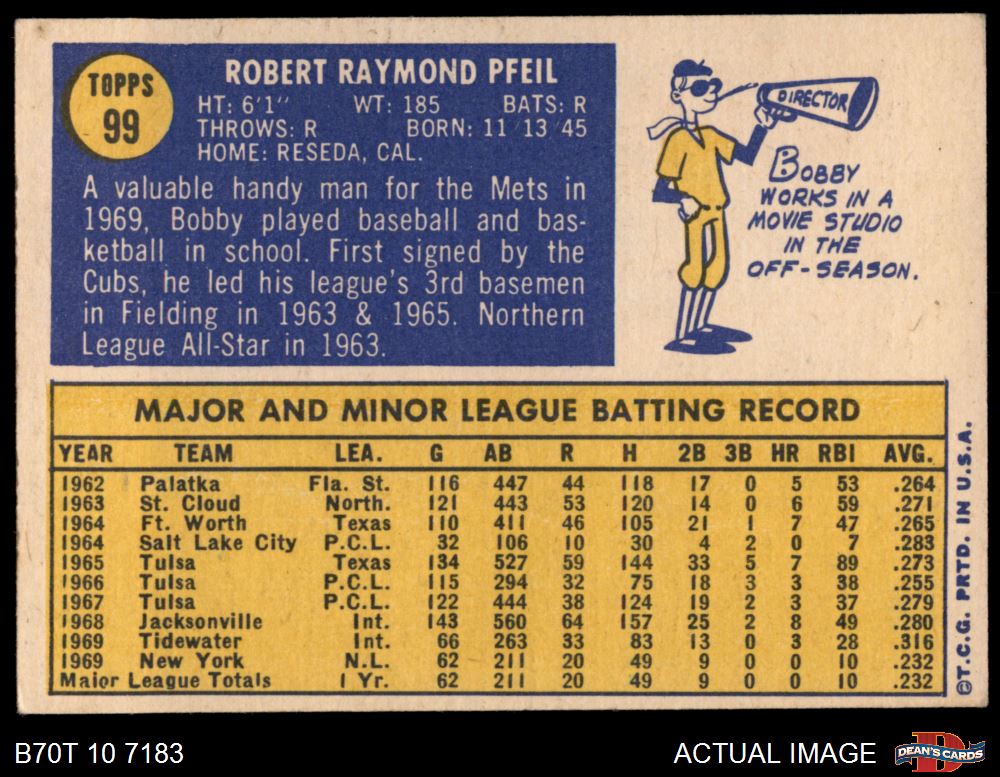 TOPPS
99
ROBERT RAYMOND PFEIL
HT: 6'1" WT: 185 BATS: R
THROWS: R BORN: 11 13 45
HOME: RESEDA, CAL.
A valuable handy man for the Mets in
1969, Bobby played baseball and bas-
ketball in school. First signed by the
Cubs, he led his league's 3rd basemen
in Fielding in 1963 & 1965. Northern
League All-Star in 1963.
DIRECTOR
BOBBY
WORKS IN A
MOVIE STUDIO
IN THE
OFF-SEASON.
MAJOR AND MINOR LEAGUE BATTING RECORD
YEAR TEAM LEA. G AB R H 2B 3B HR RBI AVG.
1962 Palatka Fla. St. 116 447 44 118 17 0 5 53 .264
1963 St. Cloud North. 121 443 53 120 14 0 6 59 .271
1964 Ft. Worth Texas 110 411 46 105 21 1 7 47 .265
1964 Salt Lake City P.C.L. 32 106 10 30 4 2 0 7 .283
1965 Tulsa Texas 134 527 59 144 33 5 7 89 .273
1966 Tulsa P.C.L. 115 294 32 75 18 3 3 38 .255
1967 Tulsa P.C.L. 122 444 38 124 19 2 3 37 .279
1968 Jacksonville Int. 143 560 64 157 25 2 8 49 .280
1969 Tidewater Int. 66 263 33 83 13 0 3 28 .316
1969 New York N.L. 62 211 20 49 9 0 0 10 .232
Major League Totals 1 Yr. 62 211 20 49 9 0 0 10 .232
©T.C.G. PRTD. IN U.S.A.
B70T 10 7183
ACTUAL IMAGE
DEAN'S CARDS